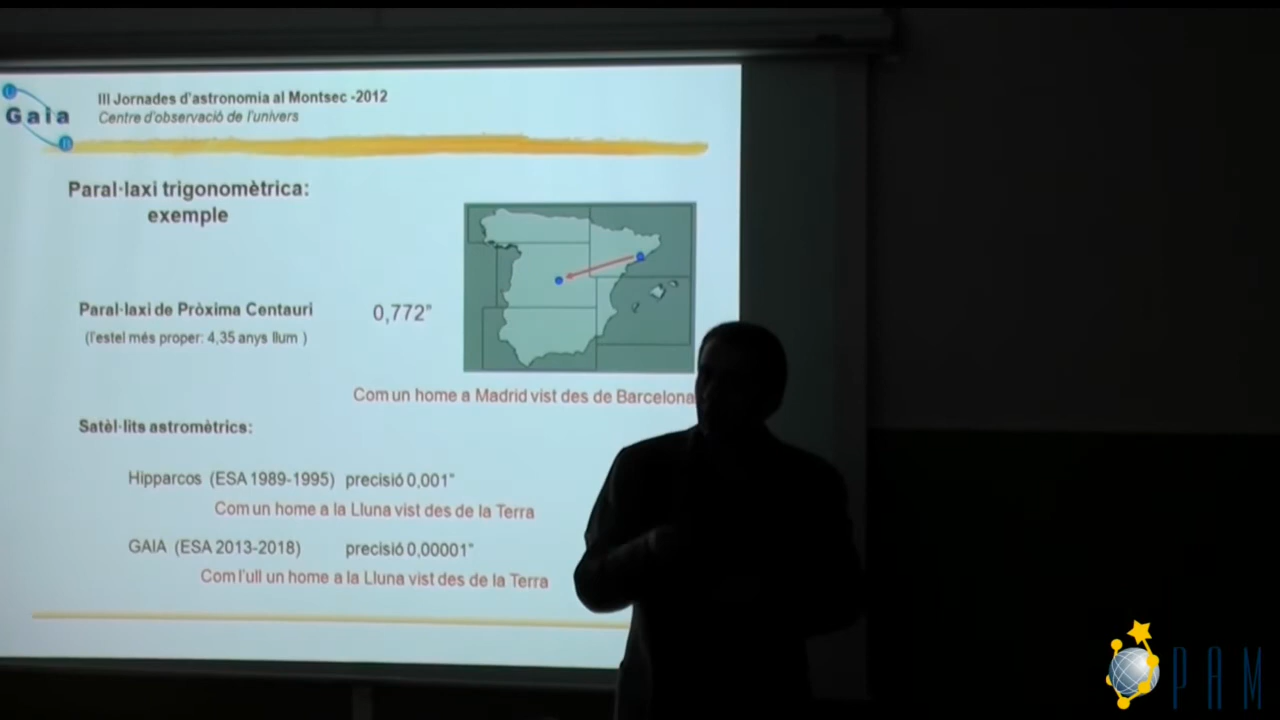 Gaia
III Jornades d'astronomia al Montsec -2012
Centre d'observació de l'univers
Paral·laxi trigonomètrica:
exemple
Paral·laxi de Pròxima Centauri 0,772"
(l'estel més proper: 4,35 anys llum )
Com un home a Madrid vist des de Barcelona
Satèl·lits astromètrics:
Hipparcos (ESA 1989-1995) precisió 0,001"
Com un home a la Lluna vist des de la Terra
GAIA (ESA 2013-2018) precisió 0,00001"
Com l'ull un home a la Lluna vist des de la Terra
PAM